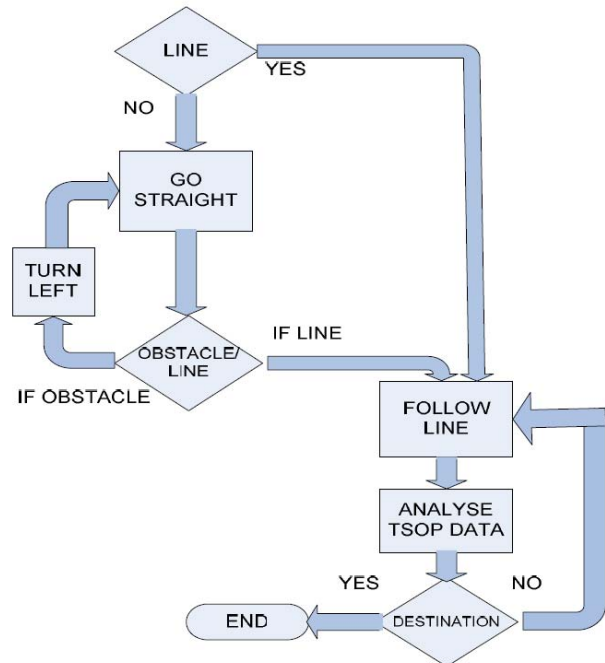 LINE
YES
NO
GO
STRAIGHT
TURN
LEFT
OBSTACLE/
LINE
IF LINE
IF OBSTACLE
FOLLOW
LINE
ANALYSE
TSOP DATA
YES
NO
END
DESTINATION